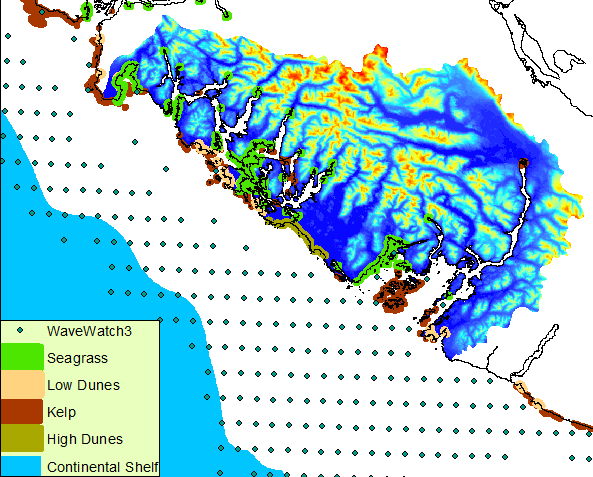 WaveWatch3
Seagrass
Low Dunes
Kelp
High Dunes
Continental Shelf